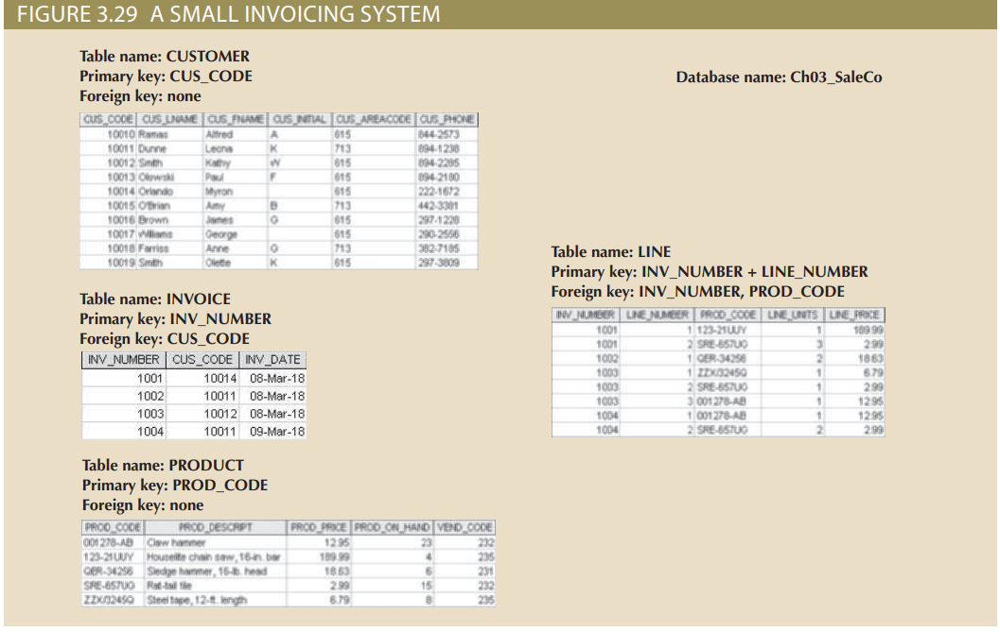 FIGURE 3.29 A SMALL INVOICING SYSTEM
Table name: CUSTOMER
Primary key: CUS_CODE
Foreign key: none
Database name: Ch03_SaleCo
CUS_CODE CUS_LNAME CUS_FNAME CUS_INITIAL CUS_AREACODE CUS_PHONE
10010 Ramas Alfred A 615 844-2573
10011 Dunne Leona K 713 894-1238
10012 Smith Kathy W 615 894-2285
10013 Olowski Paul F 615 894-2180
10014 Orlando Myron 615 222-1672
10015 O'Brian Amy B 713 442-3381
10016 Brown James G 615 297-1228
10017 Williams George 615 290-2556
10018 Farriss Anne G 713 382-7185
10019 Smith Olette K 615 297-3809
Table name: LINE
Primary key: INV_NUMBER + LINE_NUMBER
Foreign key: INV_NUMBER, PROD_CODE
INV_NUMBER LINE_NUMBER PROD_CODE LINE_UNITS LINE_PRICE
1001 1 123-21UUY 1 189.99
1001 2 SRE-657UG 3 2.99
1002 1 QER-34256 2 18.63
1003 1 ZZX/3245Q 1 6.79
1003 2 SRE-657UG 1 2.99
1003 3 001278-AB 1 12.95
1004 1 001278-AB 1 12.95
1004 2 SRE-657UG 2 2.99
Table name: INVOICE
Primary key: INV_NUMBER
Foreign key: CUS_CODE
INV_NUMBER CUS_CODE INV_DATE
1001 10014 08-Mar-18
1002 10011 08-Mar-18
1003 10012 08-Mar-18
1004 10011 09-Mar-18
Table name: PRODUCT
Primary key: PROD_CODE
Foreign key: none
PROD_CODE PROD_DESCRIPT PROD_PRICE PROD_ON_HAND VEND_CODE
001278-AB Claw hammer 12.95 23 232
123-21UUY Houselite chain saw, 16-in. bar 189.99 4 235
QER-34256 Sledge hammer, 16-lb. head 18.63 6 231
SRE-657UG Rat-tail file 2.99 15 232
ZZX/3245Q Steel tape, 12-ft. length 6.79 8 235